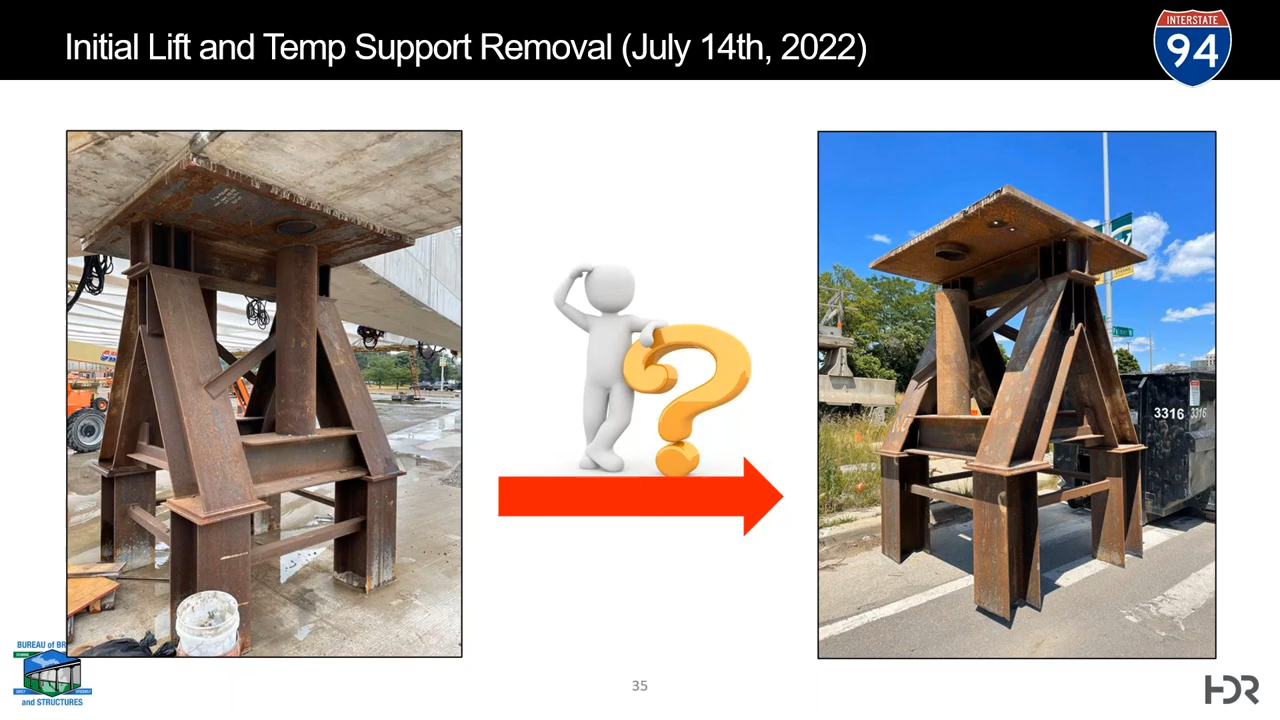 Initial Lift and Temp Support Removal (July 14th, 2022)
INTERSTATE
94
3316
3316
BUREAU of BR
and STRUCTURES
35
HDR